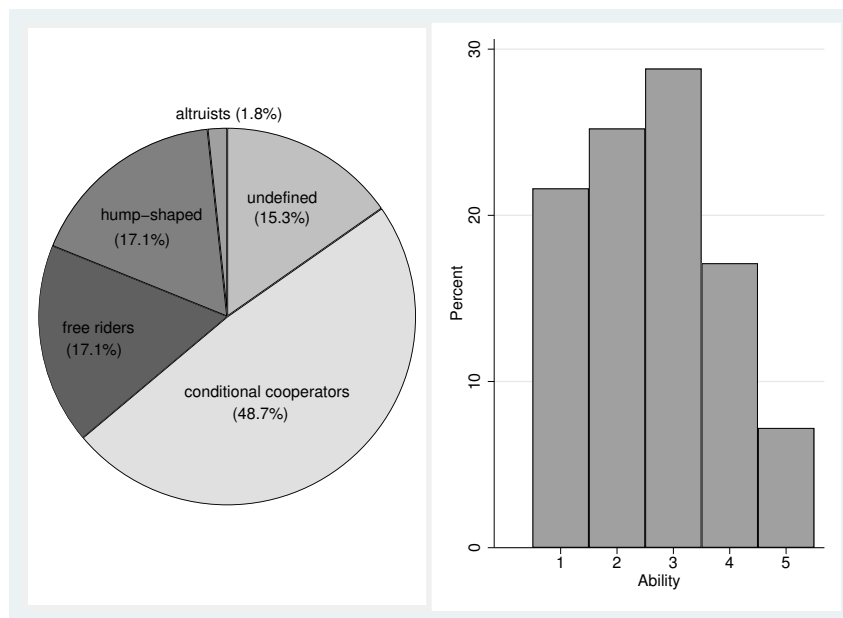 altruists (1.8%)
undefined
(15.3%)
hump−shaped
(17.1%)
free riders
(17.1%)
conditional cooperators
(48.7%)
30
20
10
0
Percent
1 2 3 4 5
Ability